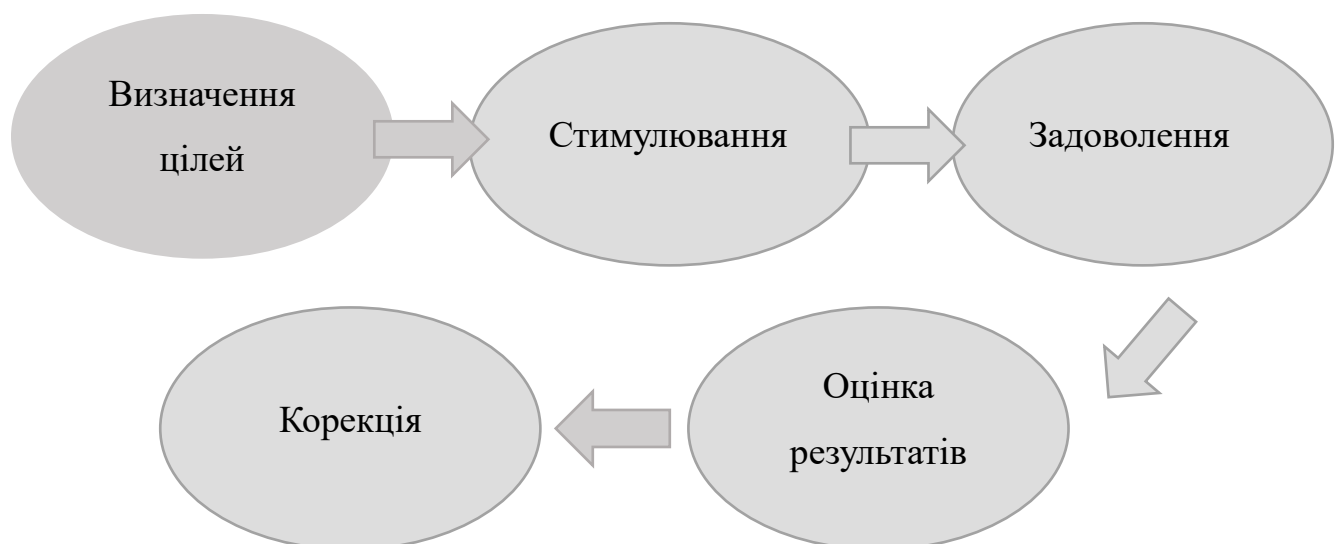 Визначення
цілей
Стимулювання
Задоволення
Оцінка
результатів
Корекція